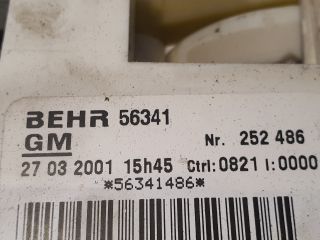 BEHR 56341
GM Nr. 252 486
27 03 2001 15h45 Ctrl:0821 I:0000
*56341486*